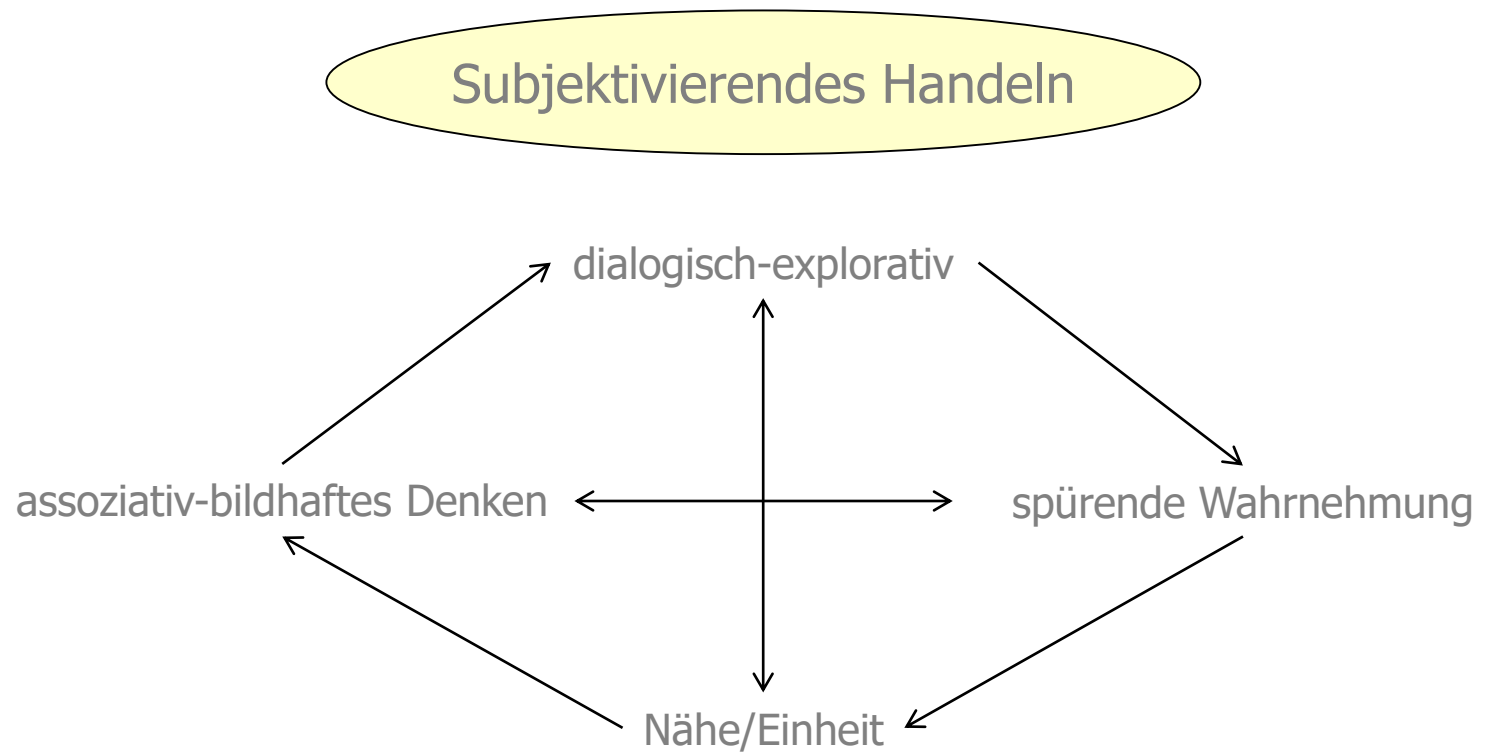 Subjektivierendes Handeln
dialogisch-explorativ
assoziativ-bildhaftes Denken
spürende Wahrnehmung
Nähe/Einheit